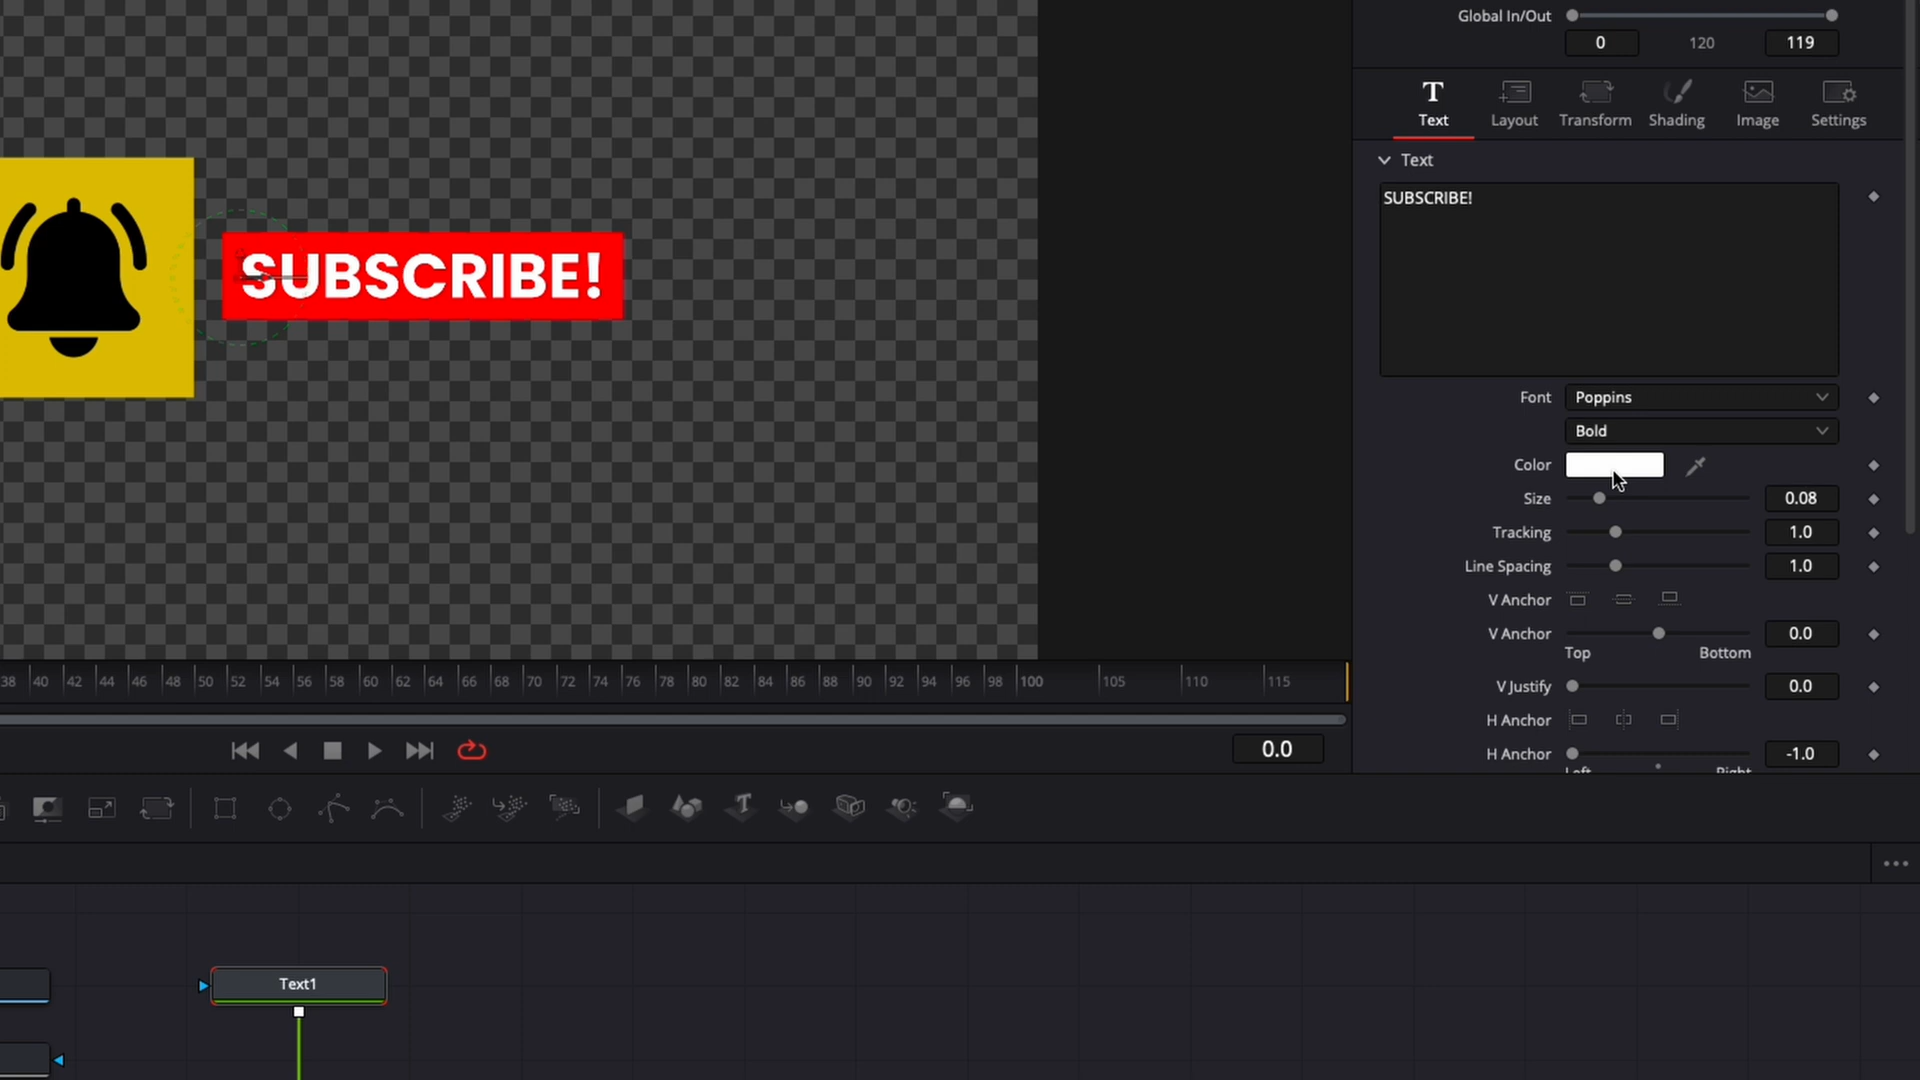 Global In/Out
0 120 119
T
Text Layout Transform Shading Image Settings
Text
SUBSCRIBE!
SUBSCRIBE!
Font Poppins
Bold
Color
Size 0.08
Tracking 1.0
Line Spacing 1.0
V Anchor
V Anchor 0.0
Top Bottom
V Justify 0.0
H Anchor
H Anchor -1.0
Left Right
38 40 42 44 46 48 50 52 54 56 58 60 62 64 66 68 70 72 74 76 78 80 82 84 86 88 90 92 94 96 98 100 105 110 115
0.0
T
Text1